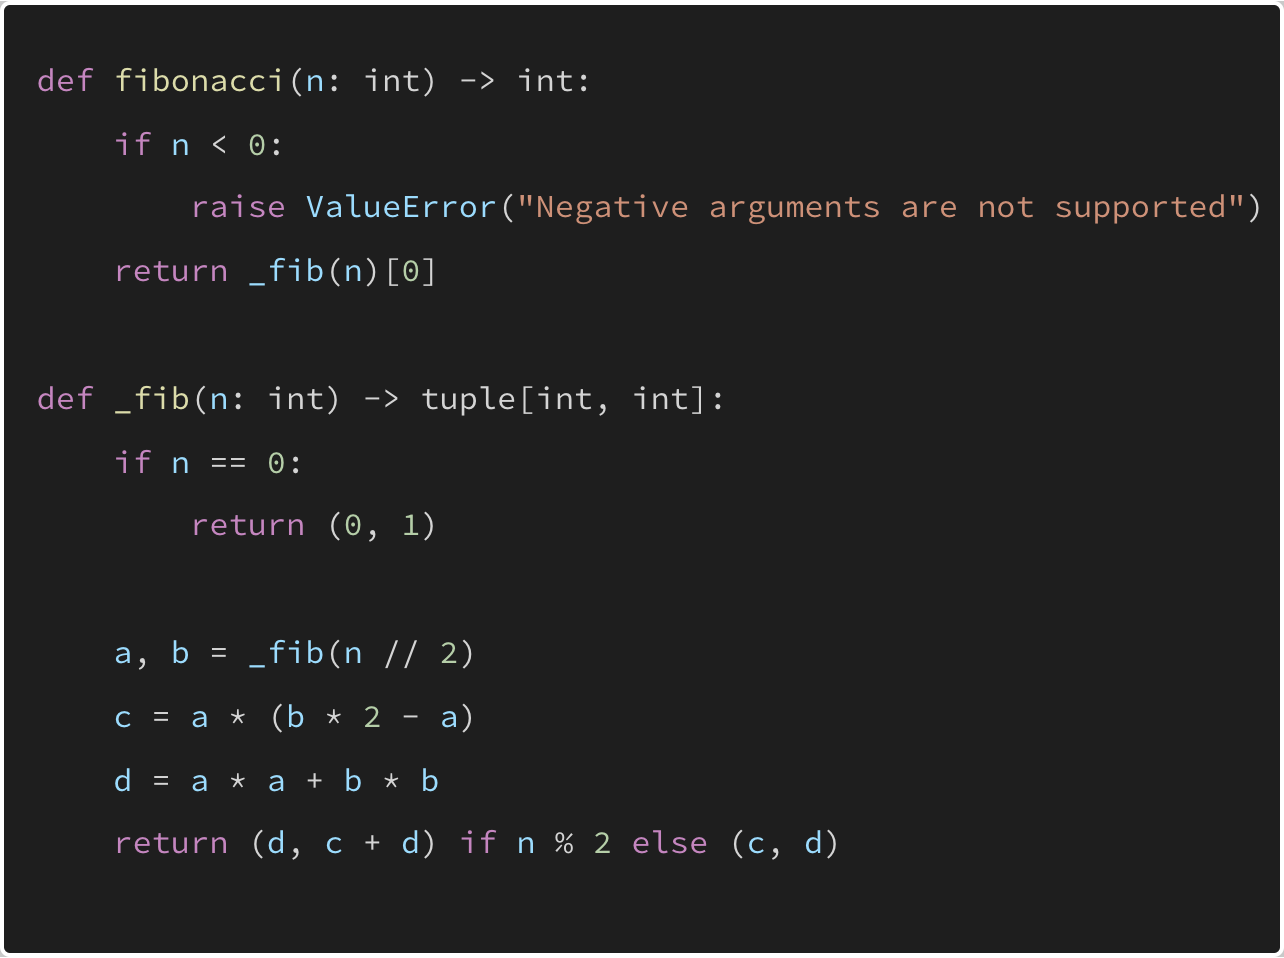 def fibonacci(n: int) -> int:
    if n < 0:
        raise ValueError("Negative arguments are not supported")
    return _fib(n)[0]

def _fib(n: int) -> tuple[int, int]:
    if n == 0:
        return (0, 1)

    a, b = _fib(n // 2)
    c = a * (b * 2 - a)
    d = a * a + b * b
    return (d, c + d) if n % 2 else (c, d)